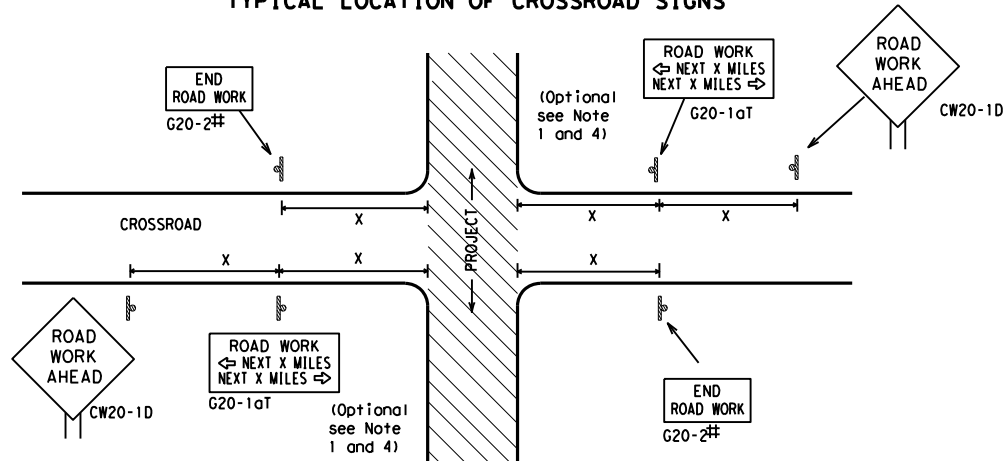 TYPICAL LOCATION OF CROSSROAD SIGNS
ROAD
WORK
AHEAD
CW20-1D
ROAD WORK
⇦ NEXT X MILES
NEXT X MILES ⇨
G20-1aT
(Optional
see Note
1 and 4)
END
ROAD WORK
G20-2#
X
X
X
CROSSROAD
PROJECT
X
X
X
ROAD
WORK
AHEAD
CW20-1D
ROAD WORK
⇦ NEXT X MILES
NEXT X MILES ⇨
G20-1aT
(Optional
see Note
1 and 4)
END
ROAD WORK
G20-2#